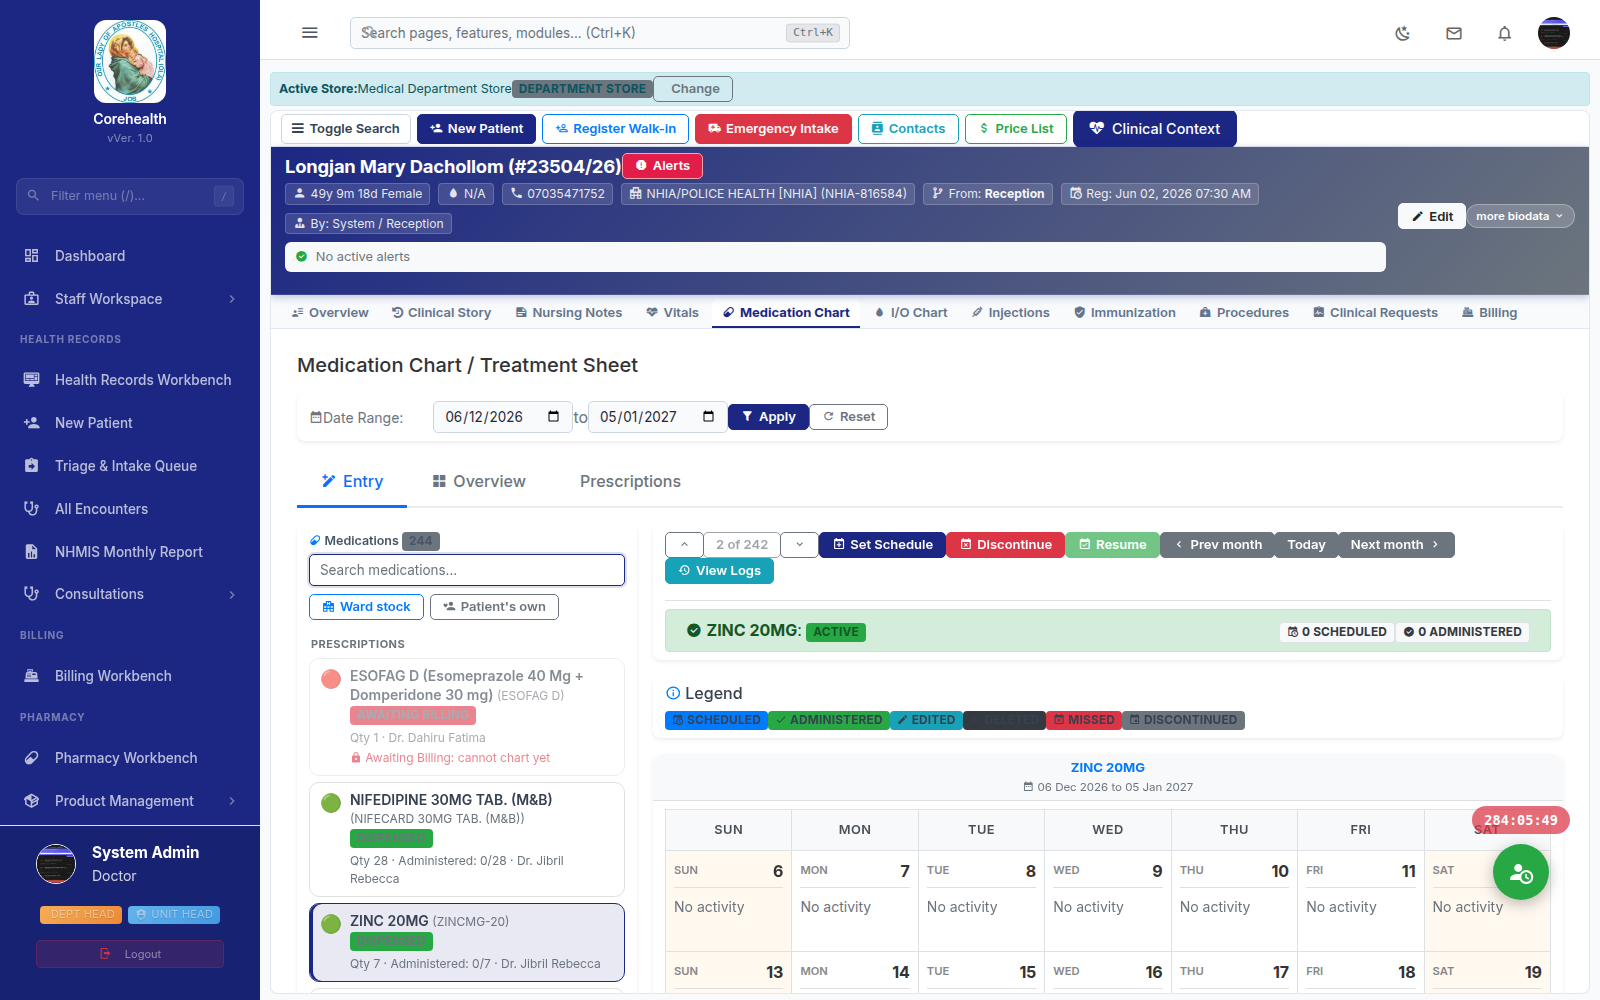 OUR LADY OF APOSTLES HOSPITAL (OLA)
JOS
Corehealth
vVer. 1.0
Filter menu (/)...
/
Dashboard
Staff Workspace
HEALTH RECORDS
Health Records Workbench
New Patient
Triage & Intake Queue
All Encounters
NHMIS Monthly Report
Consultations
BILLING
Billing Workbench
PHARMACY
Pharmacy Workbench
Product Management
System Admin
Doctor
DEPT HEAD
UNIT HEAD
Logout
Search pages, features, modules... (Ctrl+K)
Ctrl+K
Active Store:Medical Department Store DEPARTMENT STORE Change
Toggle Search New Patient Register Walk-in Emergency Intake Contacts Price List Clinical Context
Longjan Mary Dachollom (#23504/26) Alerts
49y 9m 18d Female N/A 07035471752 NHIA/POLICE HEALTH [NHIA] (NHIA-816584) From: Reception Reg: Jun 02, 2026 07:30 AM
By: System / Reception
Edit more biodata
No active alerts
Overview Clinical Story Nursing Notes Vitals Medication Chart I/O Chart Injections Immunization Procedures Clinical Requests Billing
Medication Chart / Treatment Sheet
Date Range: 06/12/2026 to 05/01/2027 Apply Reset
Entry Overview Prescriptions
Medications 244
Search medications...
Ward stock Patient's own
PRESCRIPTIONS
ESOFAG D (Esomeprazole 40 Mg +
Domperidone 30 mg) (ESOFAG D)
AWAITING BILLING
Qty 1 · Dr. Dahiru Fatima
Awaiting Billing: cannot chart yet
NIFEDIPINE 30MG TAB. (M&B)
(NIFECARD 30MG TAB. (M&B))
Qty 28 · Administered: 0/28 · Dr. Jibril
Rebecca
ZINC 20MG (ZINCMG-20)
Qty 7 · Administered: 0/7 · Dr. Jibril Rebecca
2 of 242 Set Schedule Discontinue Resume Prev month Today Next month
View Logs
ZINC 20MG: ACTIVE 0 SCHEDULED 0 ADMINISTERED
Legend
SCHEDULED ADMINISTERED EDITED DELETED MISSED DISCONTINUED
ZINC 20MG
06 Dec 2026 to 05 Jan 2027
SUN MON TUE WED THU FRI SAT
284:05:49
SUN 6 MON 7 TUE 8 WED 9 THU 10 FRI 11 SAT
No activity No activity No activity No activity No activity No activity No activity
SUN 13 MON 14 TUE 15 WED 16 THU 17 FRI 18 SAT 19